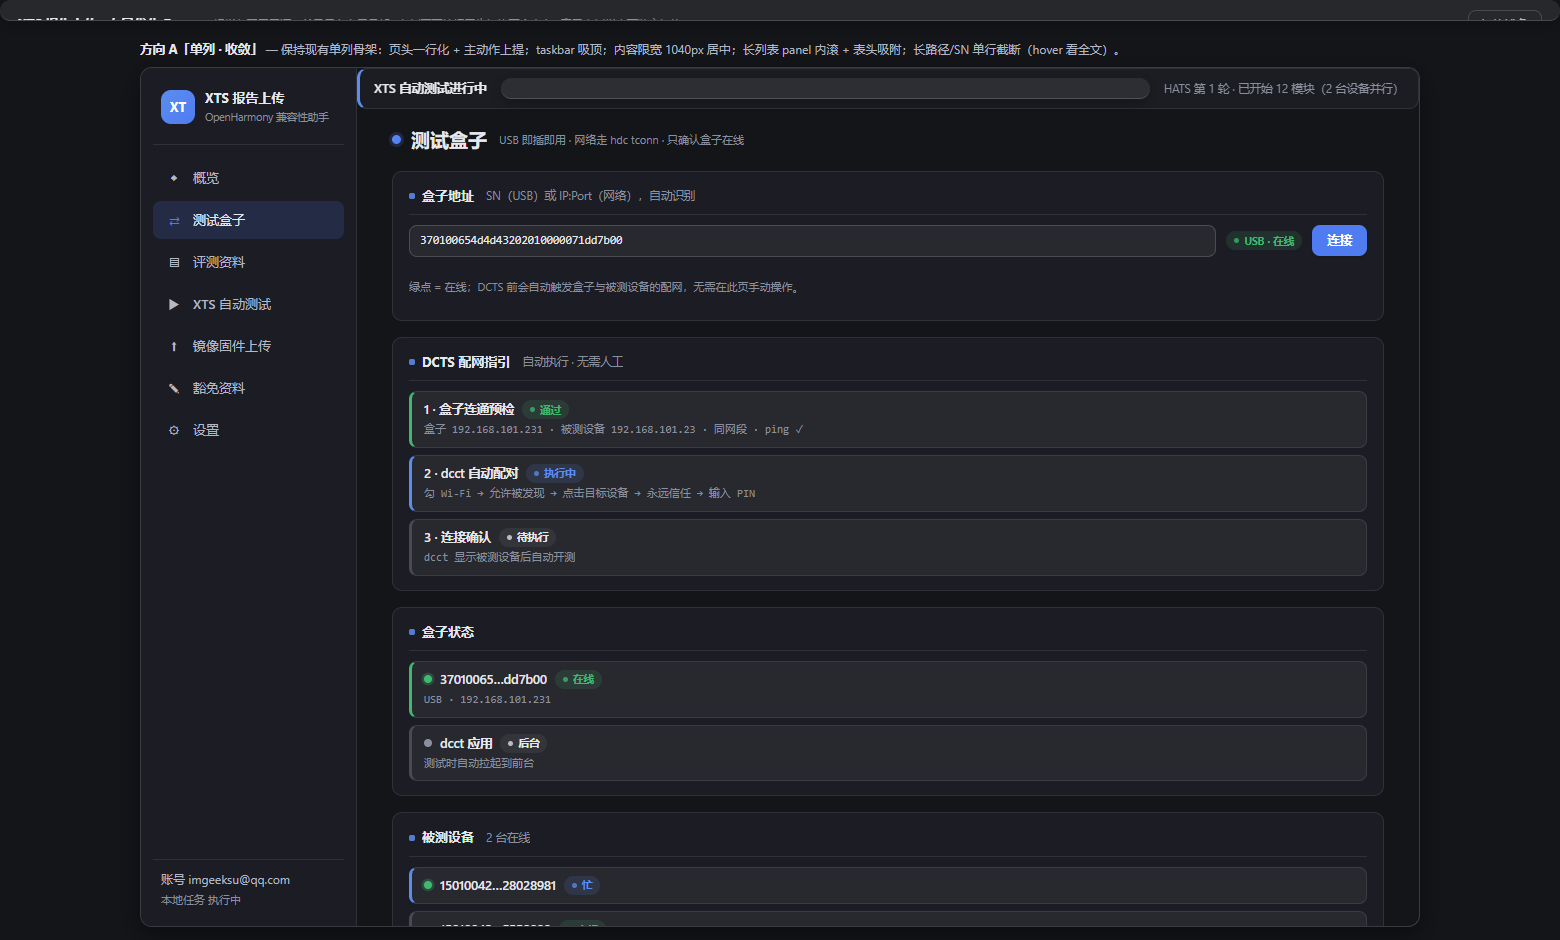 方向 A「单列 · 收敛」 — 保持现有单列骨架；页头一行化 + 主动作上提；taskbar 吸顶；内容限宽 1040px 居中；长列表 panel 内滚 + 表头吸附；长路径/SN 单行截断（hover 看全文）。
XT
XTS 报告上传
OpenHarmony 兼容性助手
概览
测试盒子
评测资料
XTS 自动测试
镜像固件上传
豁免资料
设置
账号 imgeeksu@qq.com
本地任务 执行中
XTS 自动测试进行中
HATS 第 1 轮 · 已开始 12 模块（2 台设备并行）
测试盒子 USB 即插即用 · 网络走 hdc tconn · 只确认盒子在线
盒子地址 SN（USB）或 IP:Port（网络），自动识别
370100654d4d43202010000071dd7b00
USB · 在线
连接
绿点 = 在线；DCTS 前会自动触发盒子与被测设备的配网，无需在此页手动操作。
DCTS 配网指引 自动执行 · 无需人工
1 · 盒子连通预检 通过
盒子 192.168.101.231 · 被测设备 192.168.101.23 · 同网段 · ping ✓
2 · dcct 自动配对 执行中
勾 Wi-Fi → 允许被发现 → 点击目标设备 → 永远信任 → 输入 PIN
3 · 连接确认 待执行
dcct 显示被测设备后自动开测
盒子状态
37010065…dd7b00 在线
USB · 192.168.101.231
dcct 应用 后台
测试时自动拉起到前台
被测设备 2 台在线
15010042…28028981 忙